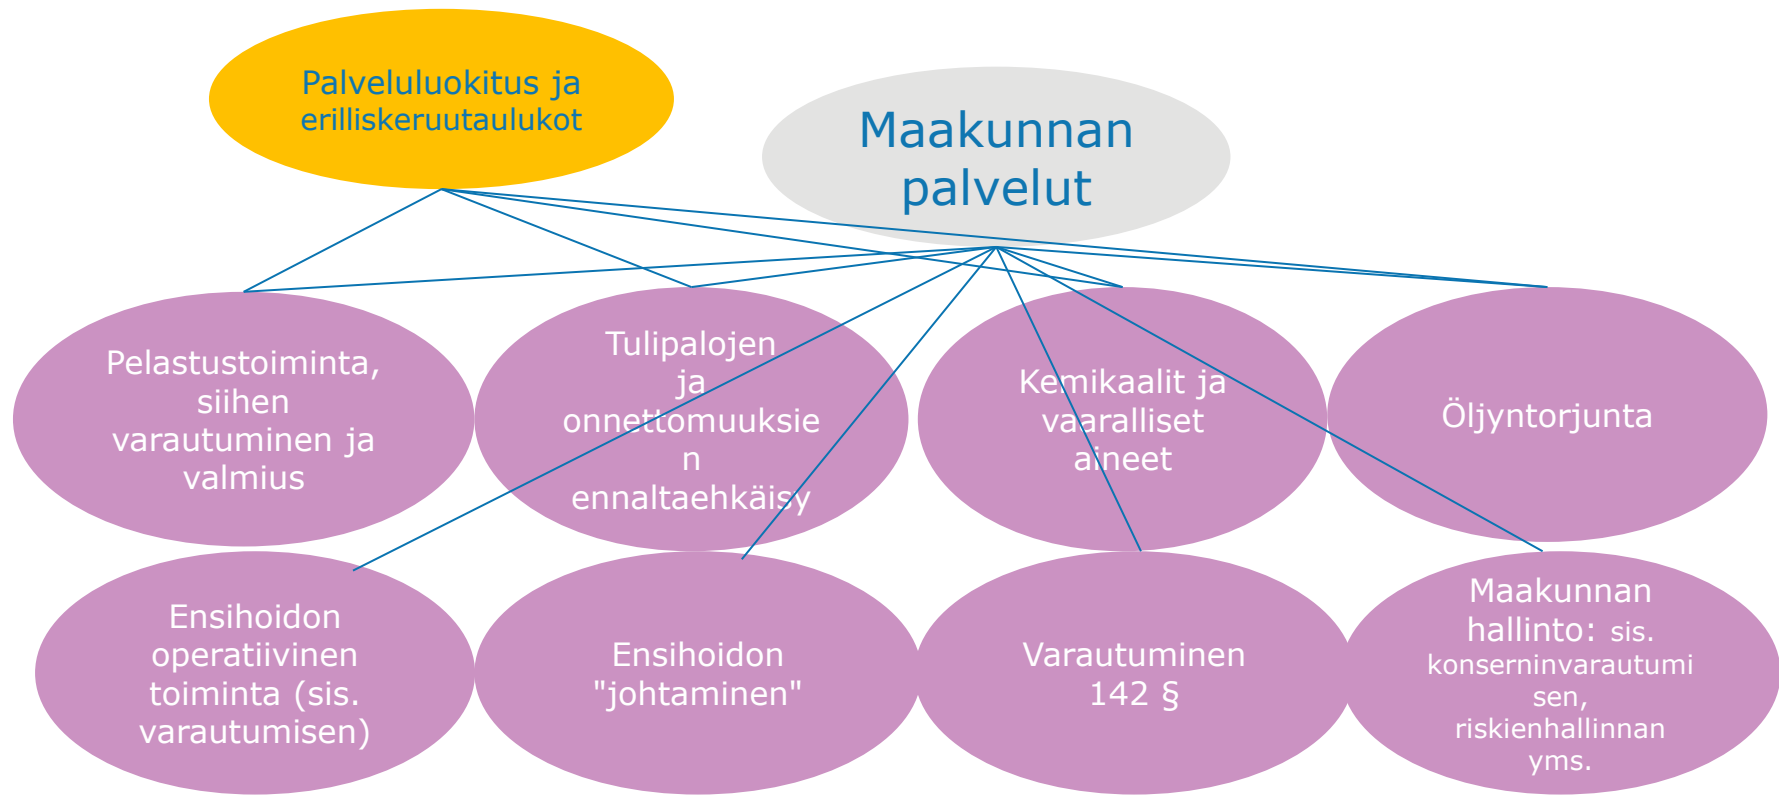 Palveluluokitus ja
erilliskeruutaulukot
Maakunnan
palvelut
Pelastustoiminta,
siihen
varautuminen ja
valmius
Tulipalojen
ja
onnettomuuksie
n
ennaltaehkäisy
Kemikaalit ja
vaaralliset
aineet
Öljyntorjunta
Ensihoidon
operatiivinen
toiminta (sis.
varautumisen)
Ensihoidon
"johtaminen"
Varautuminen
142 §
Maakunnan
hallinto: sis.
konserninvarautumi
sen,
riskienhallinnan
yms.